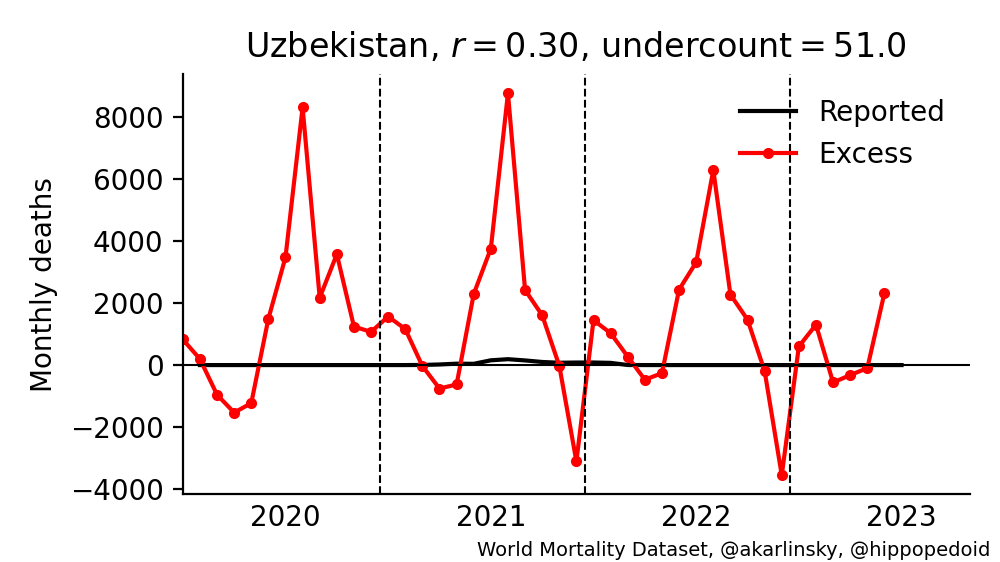 Uzbekistan, r = 0.30, undercount = 51.0
Reported
Excess
Monthly deaths
8000
6000
4000
2000
0
−2000
−4000
2020 2021 2022 2023
World Mortality Dataset, @akarlinsky, @hippopedoid